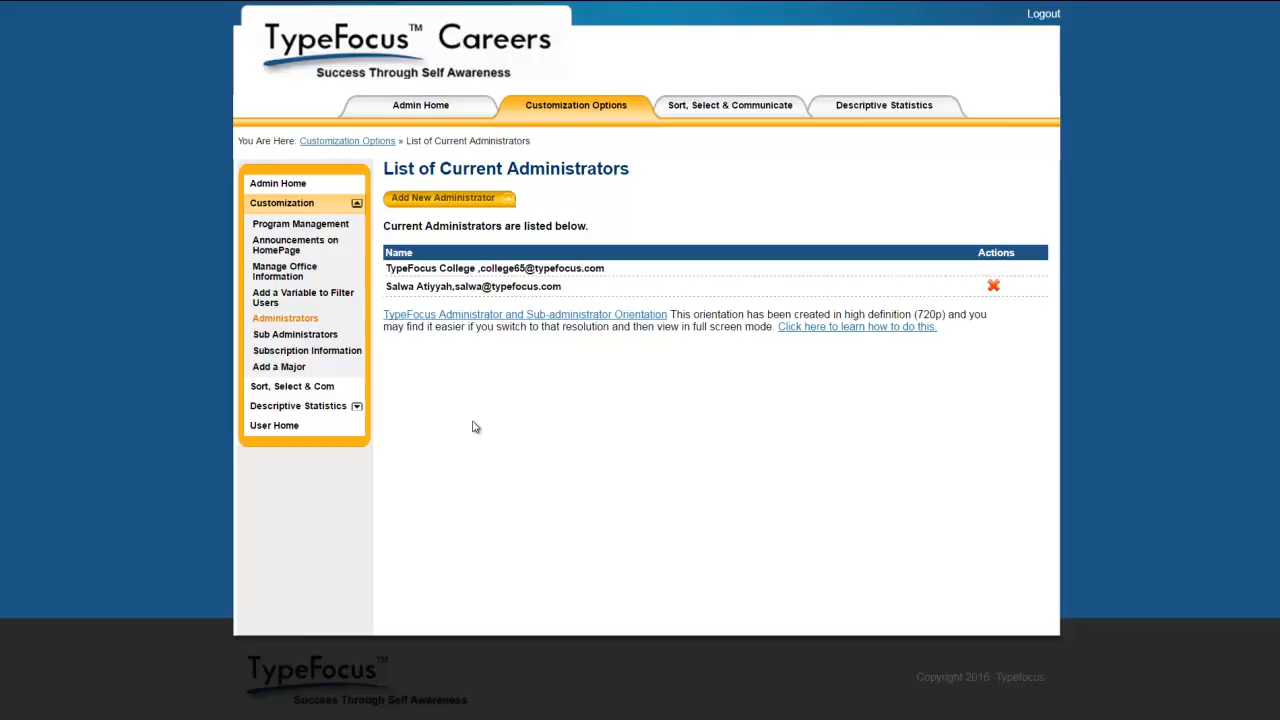 Logout
TypeFocus™ Careers
Success Through Self Awareness
Admin Home
Customization Options
Sort, Select & Communicate
Descriptive Statistics
You Are Here: Customization Options » List of Current Administrators
Admin Home
Customization
Program Management
Announcements on
HomePage
Manage Office
Information
Add a Variable to Filter
Users
Administrators
Sub Administrators
Subscription Information
Add a Major
Sort, Select & Com
Descriptive Statistics
User Home
List of Current Administrators
Add New Administrator
Current Administrators are listed below.
Name Actions
TypeFocus College ,college65@typefocus.com
Salwa Atiyyah,salwa@typefocus.com
TypeFocus Administrator and Sub-administrator Orientation This orientation has been created in high definition (720p) and you
may find it easier if you switch to that resolution and then view in full screen mode. Click here to learn how to do this.
TypeFocus™
Success Through Self Awareness
Copyright 2016 Typefocus